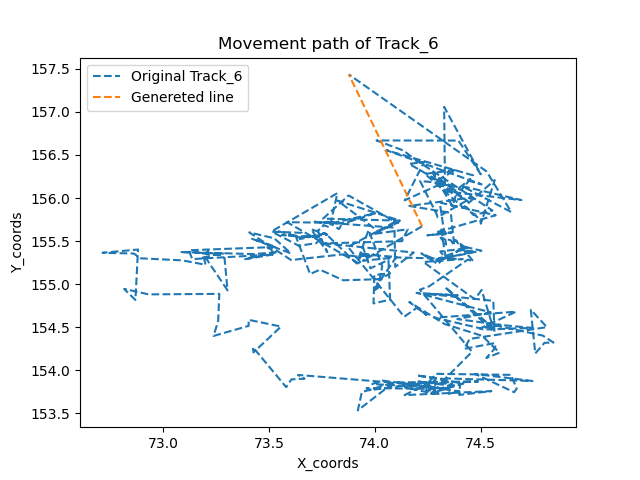 Movement path of Track_6
Original Track_6
Genereted line
157.5
157.0
156.5
156.0
155.5
155.0
154.5
154.0
153.5
Y_coords
73.0
73.5
74.0
74.5
X_coords